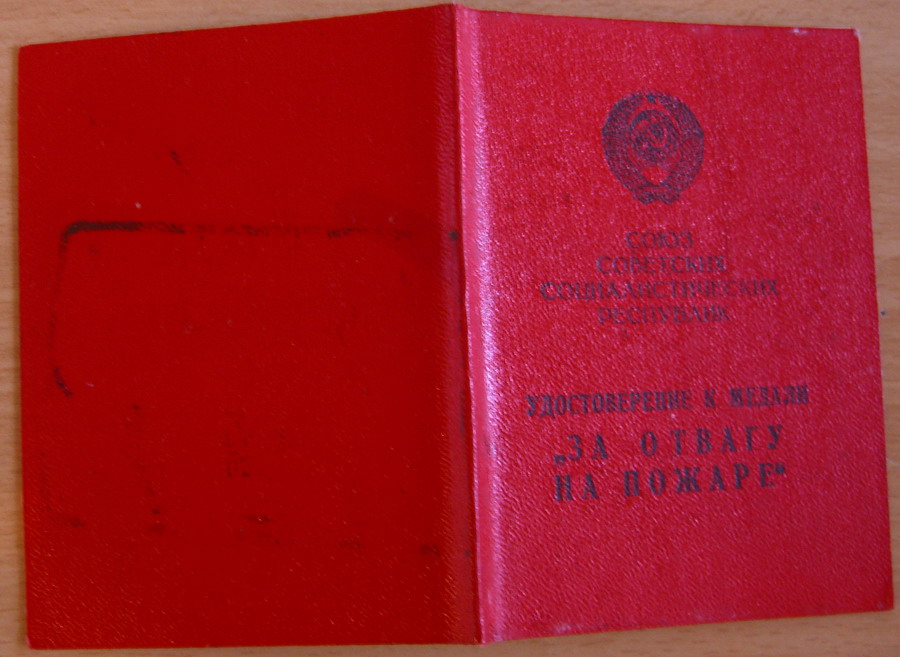 СОЮЗ
СОВЕТСКИХ
СОЦИАЛИСТИЧЕСКИХ
РЕСПУБЛИК
УДОСТОВЕРЕНИЕ К МЕДАЛИ
„ЗА ОТВАГУ
НА ПОЖАРЕ“